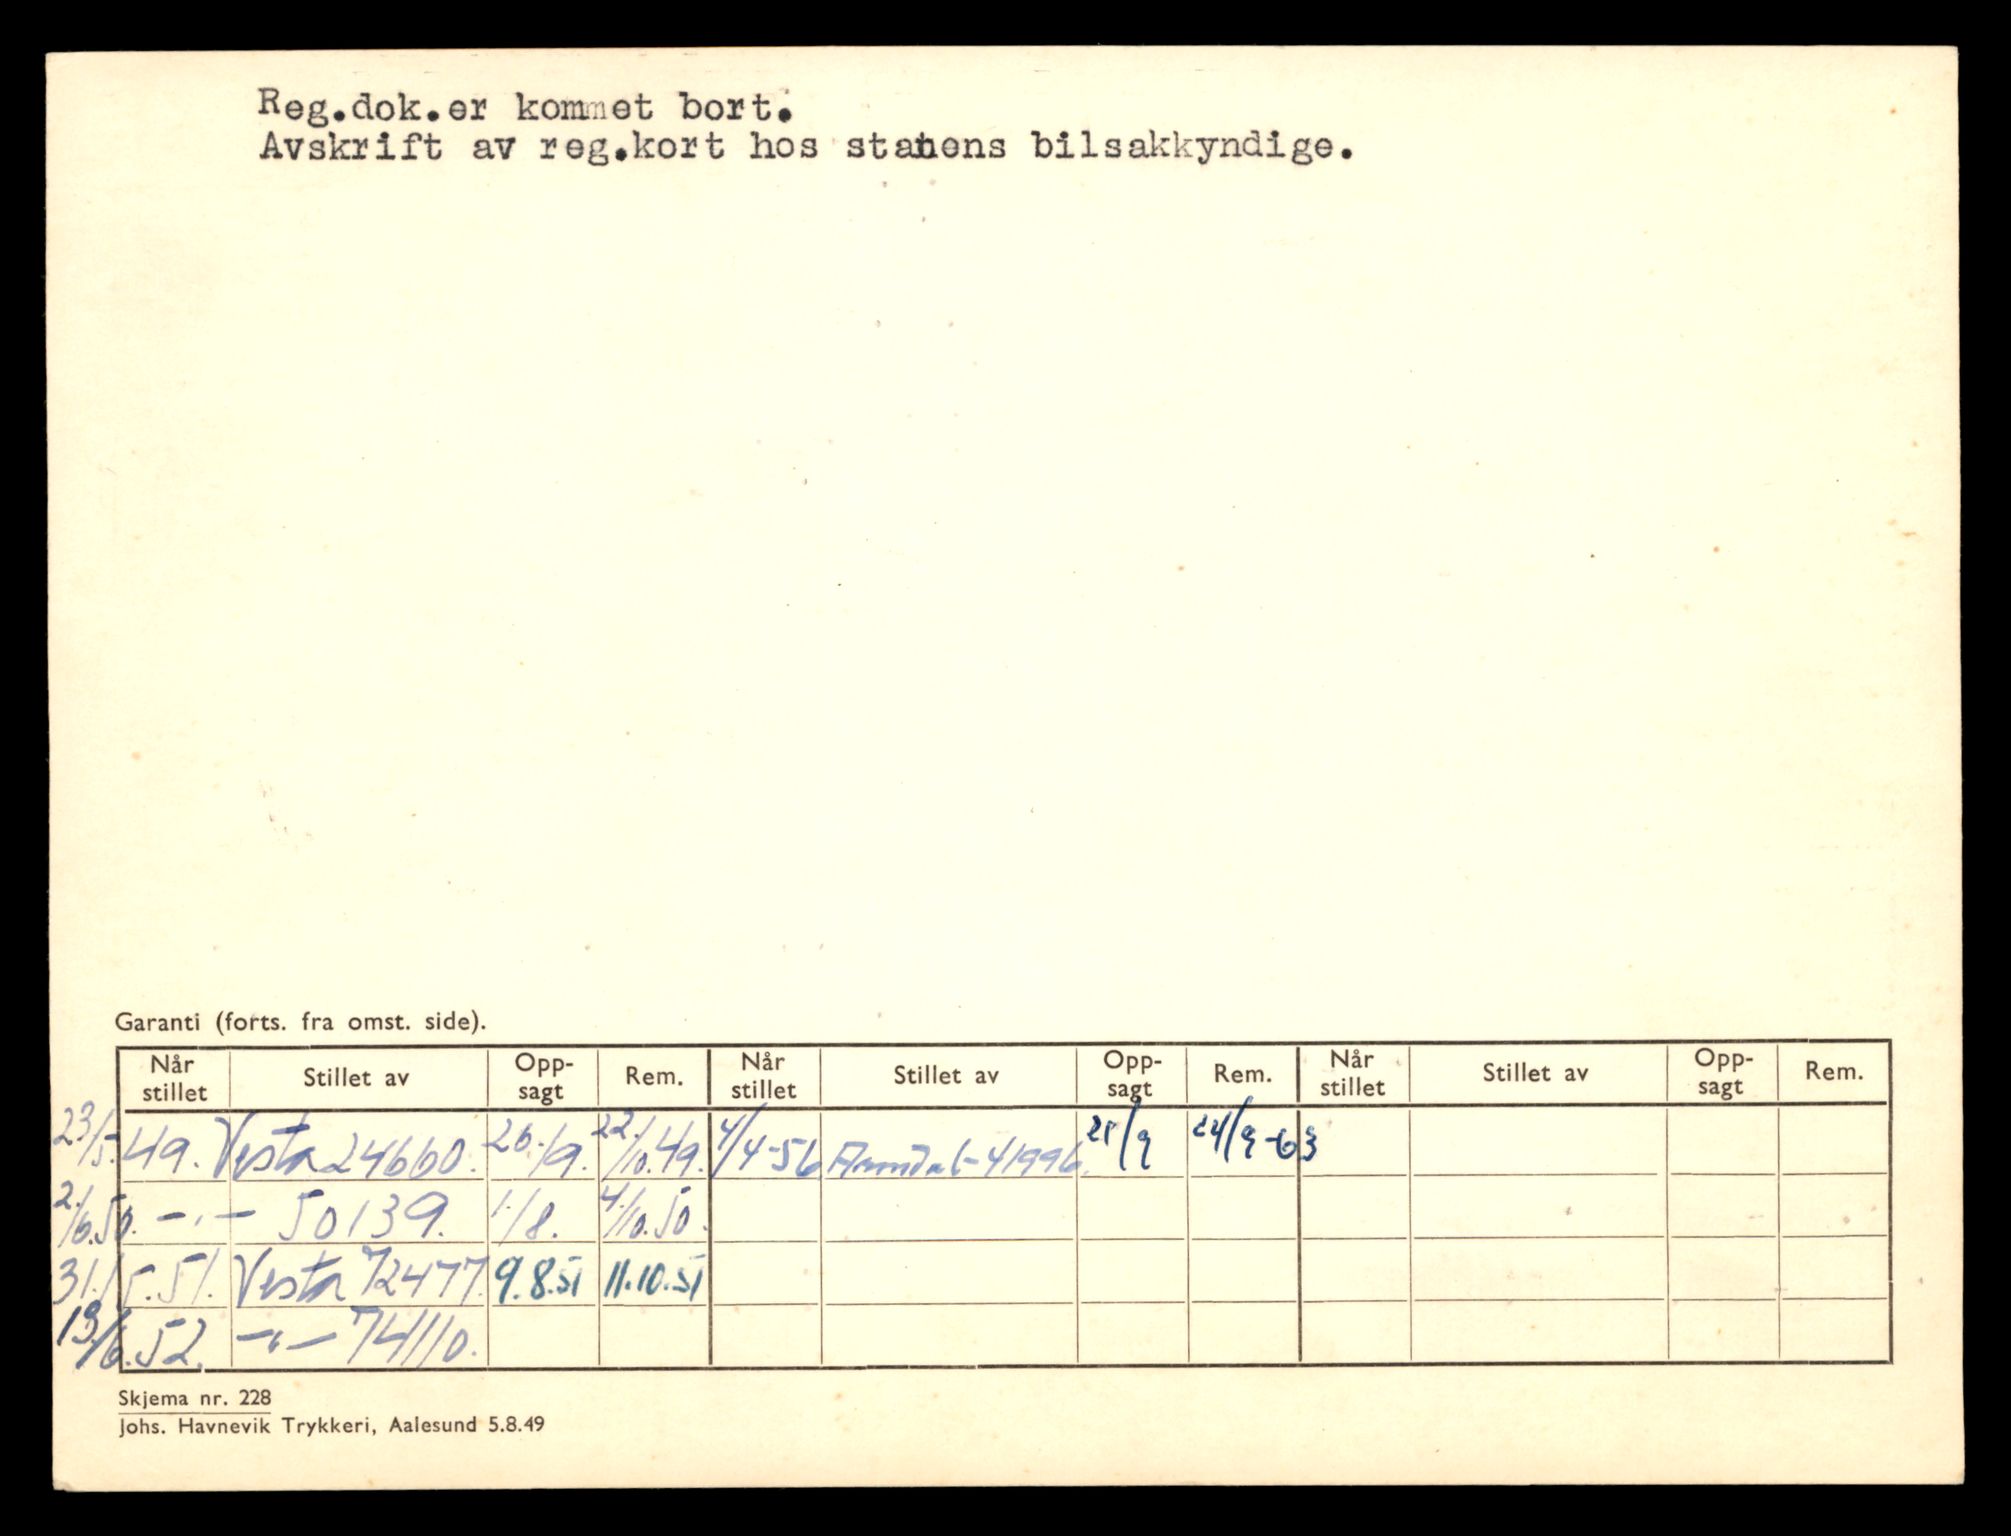 Reg.dok.er kommet bort.
Avskrift av reg.kort hos statens bilsakkyndige.
Garanti (forts. fra omst. side).
Når stillet Stillet av Opp-sagt Rem. Når stillet Stillet av Opp-sagt Rem. Når stillet Stillet av Opp-sagt Rem.
23/5.49. Vesta 24660. 26./9. 22./10.49. 4/4-56 41996 21/9 24/9-63
2./6.50. -"- 50139. 1./8. 4./10.50.
31./5.51. Vesta 72477. 9.8.51 11.10.51
13./6.52. -"- 74110.
Skjema nr. 228
Johs. Havnevik Trykkeri, Aalesund 5.8.49